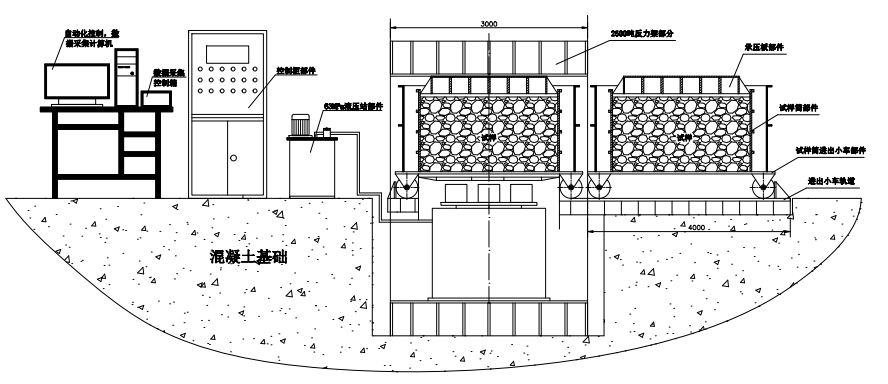 3000
自动化控制，数
据采集计算机
数据采集
控制箱
控制柜部件
63MPa液压站部件
2500吨反力架部分
承压板部件
试样筒部件
试样
试样
试样筒进出小车部件
进出小车轨道
4000
混凝土基础